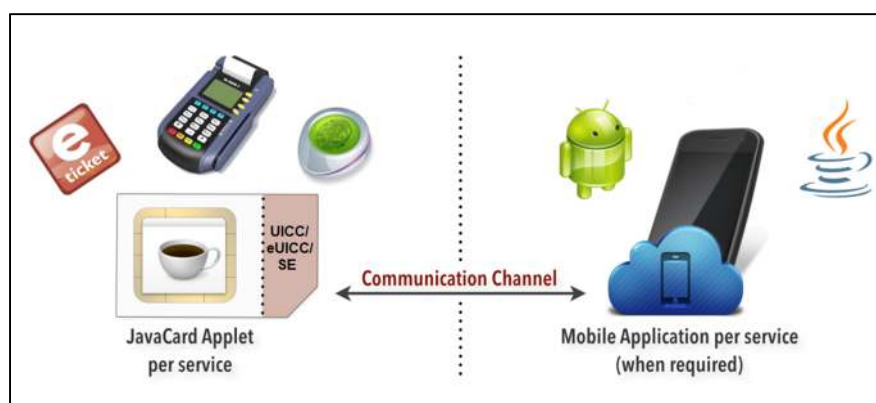 e
ticket
UICC/
eUICC/
SE
Communication Channel
JavaCard Applet
per service
Mobile Application per service
(when required)